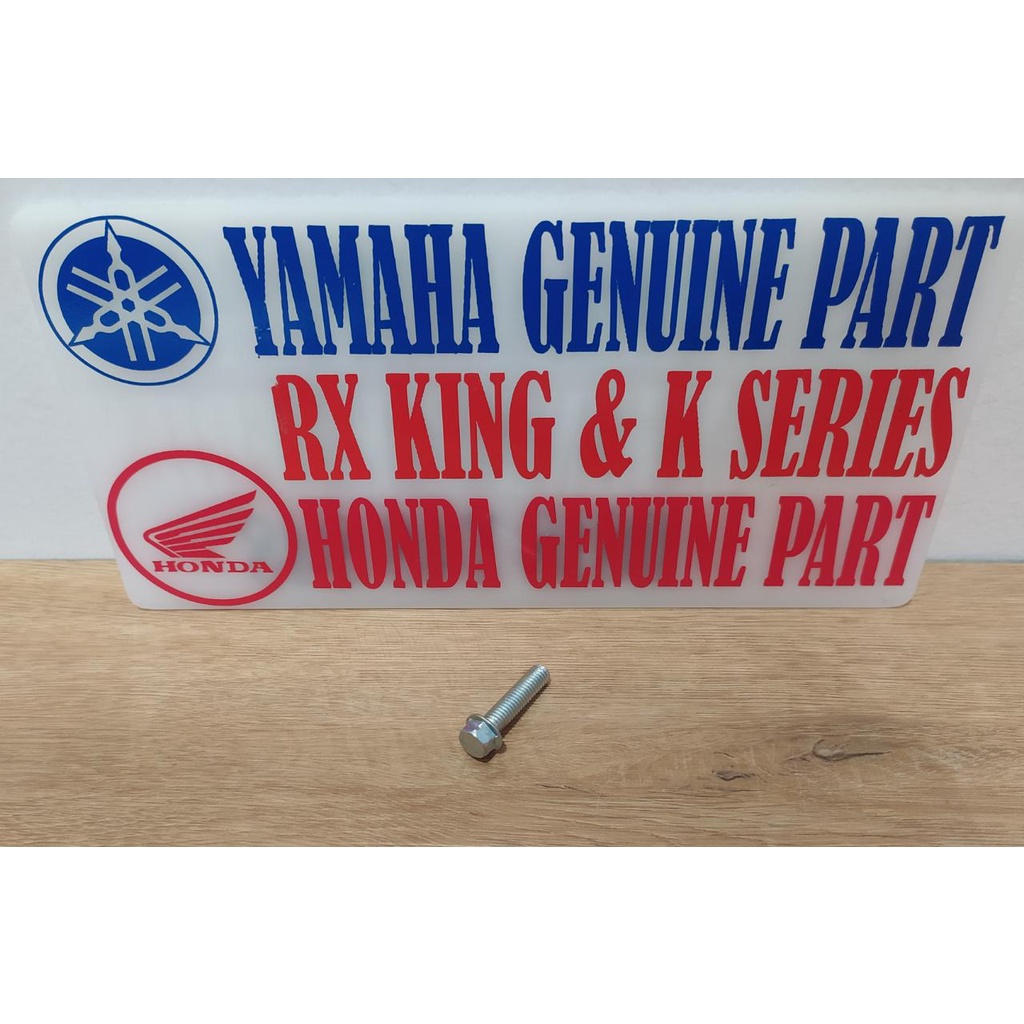 YAMAHA GENUINE PART
RX KING & K SERIES
HONDA
HONDA GENUINE PART